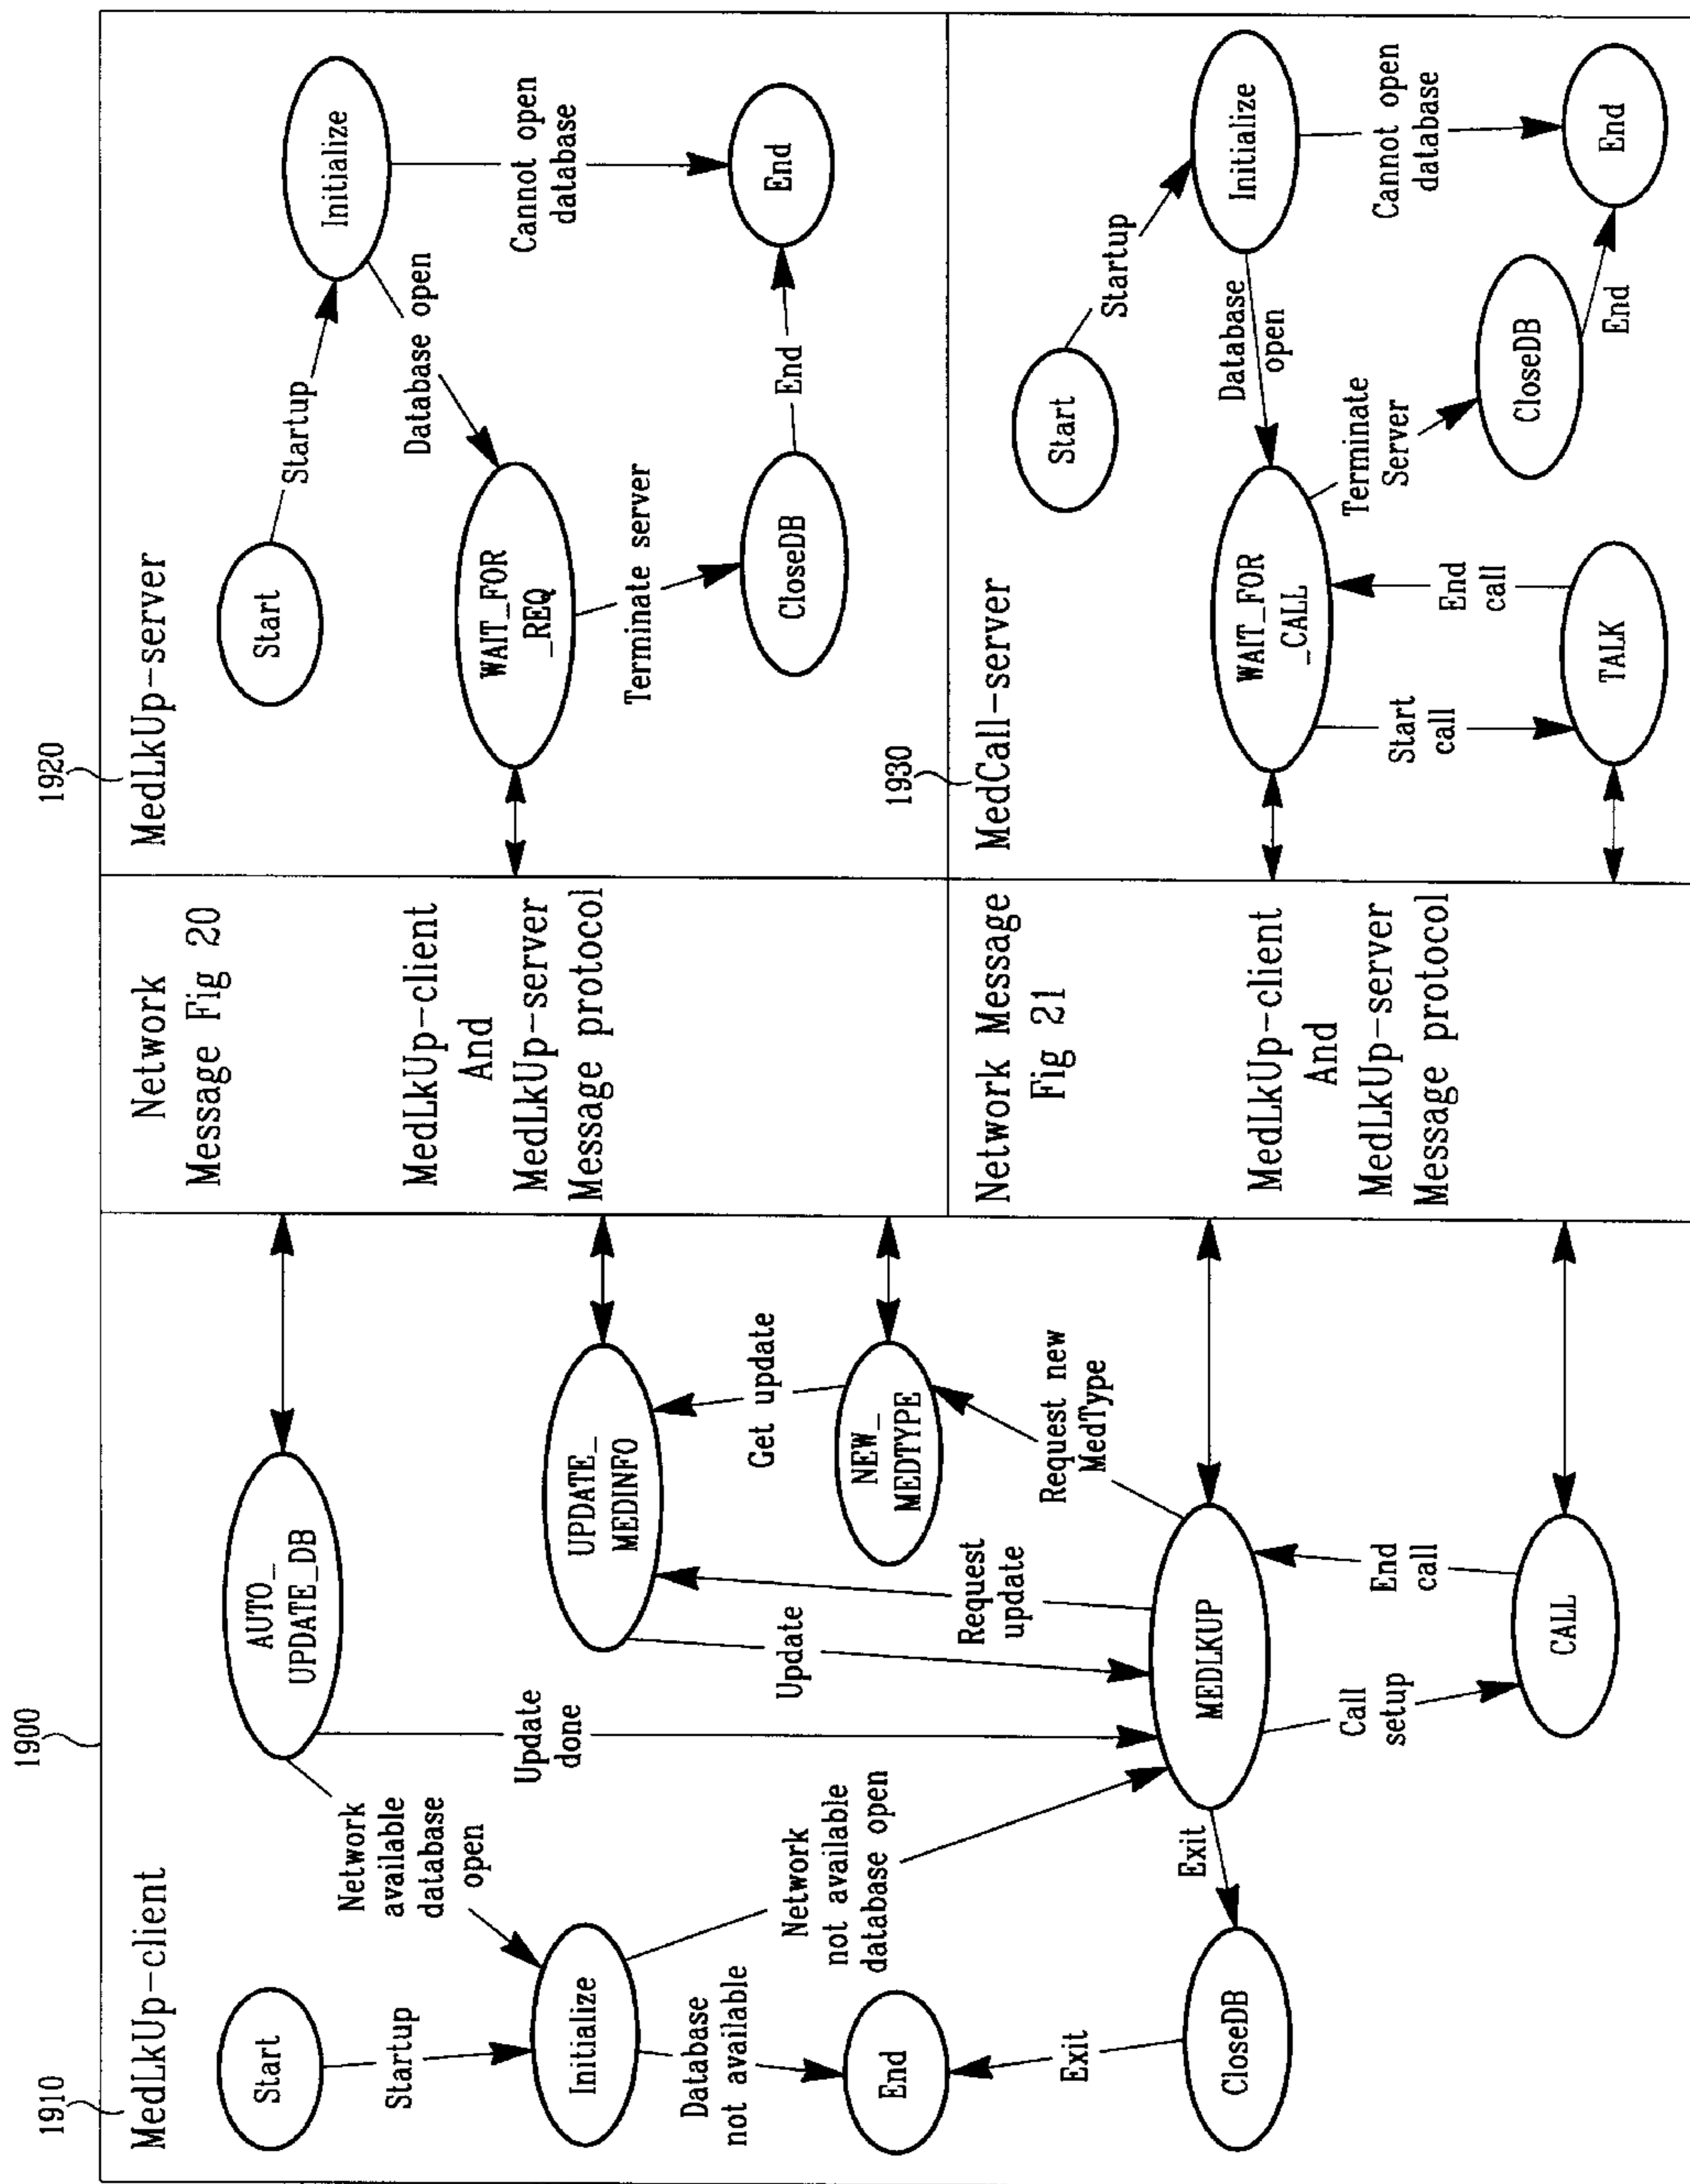 1900
1910
MedLkUp-client
Start
Startup
Initialize
Database
not available
End
Exit
CloseDB
Exit
Network
available
database
open
Network
not available
database open
AUTO_
UPDATE_DB
Update
done
UPDATE_
MEDINFO
Update
Request
update
Get update
NEW_
MEDTYPE
Request new
MedType
MEDLKUP
Call
setup
End
call
CALL
Network
Message Fig 20
MedLkUp-client
And
MedLkUp-server
Message protocol
Network Message
Fig 21
MedLkUp-client
And
MedLkUp-server
Message protocol
1920
MedLkUp-server
Start
Startup
Initialize
Database open
Cannot open
database
WAIT_FOR
_REQ
Terminate server
CloseDB
End
End
1930
MedCall-server
Start
Startup
Initialize
Database
open
Cannot open
database
WAIT_FOR
_CALL
Terminate
Server
CloseDB
End
End
Start
call
End
call
TALK